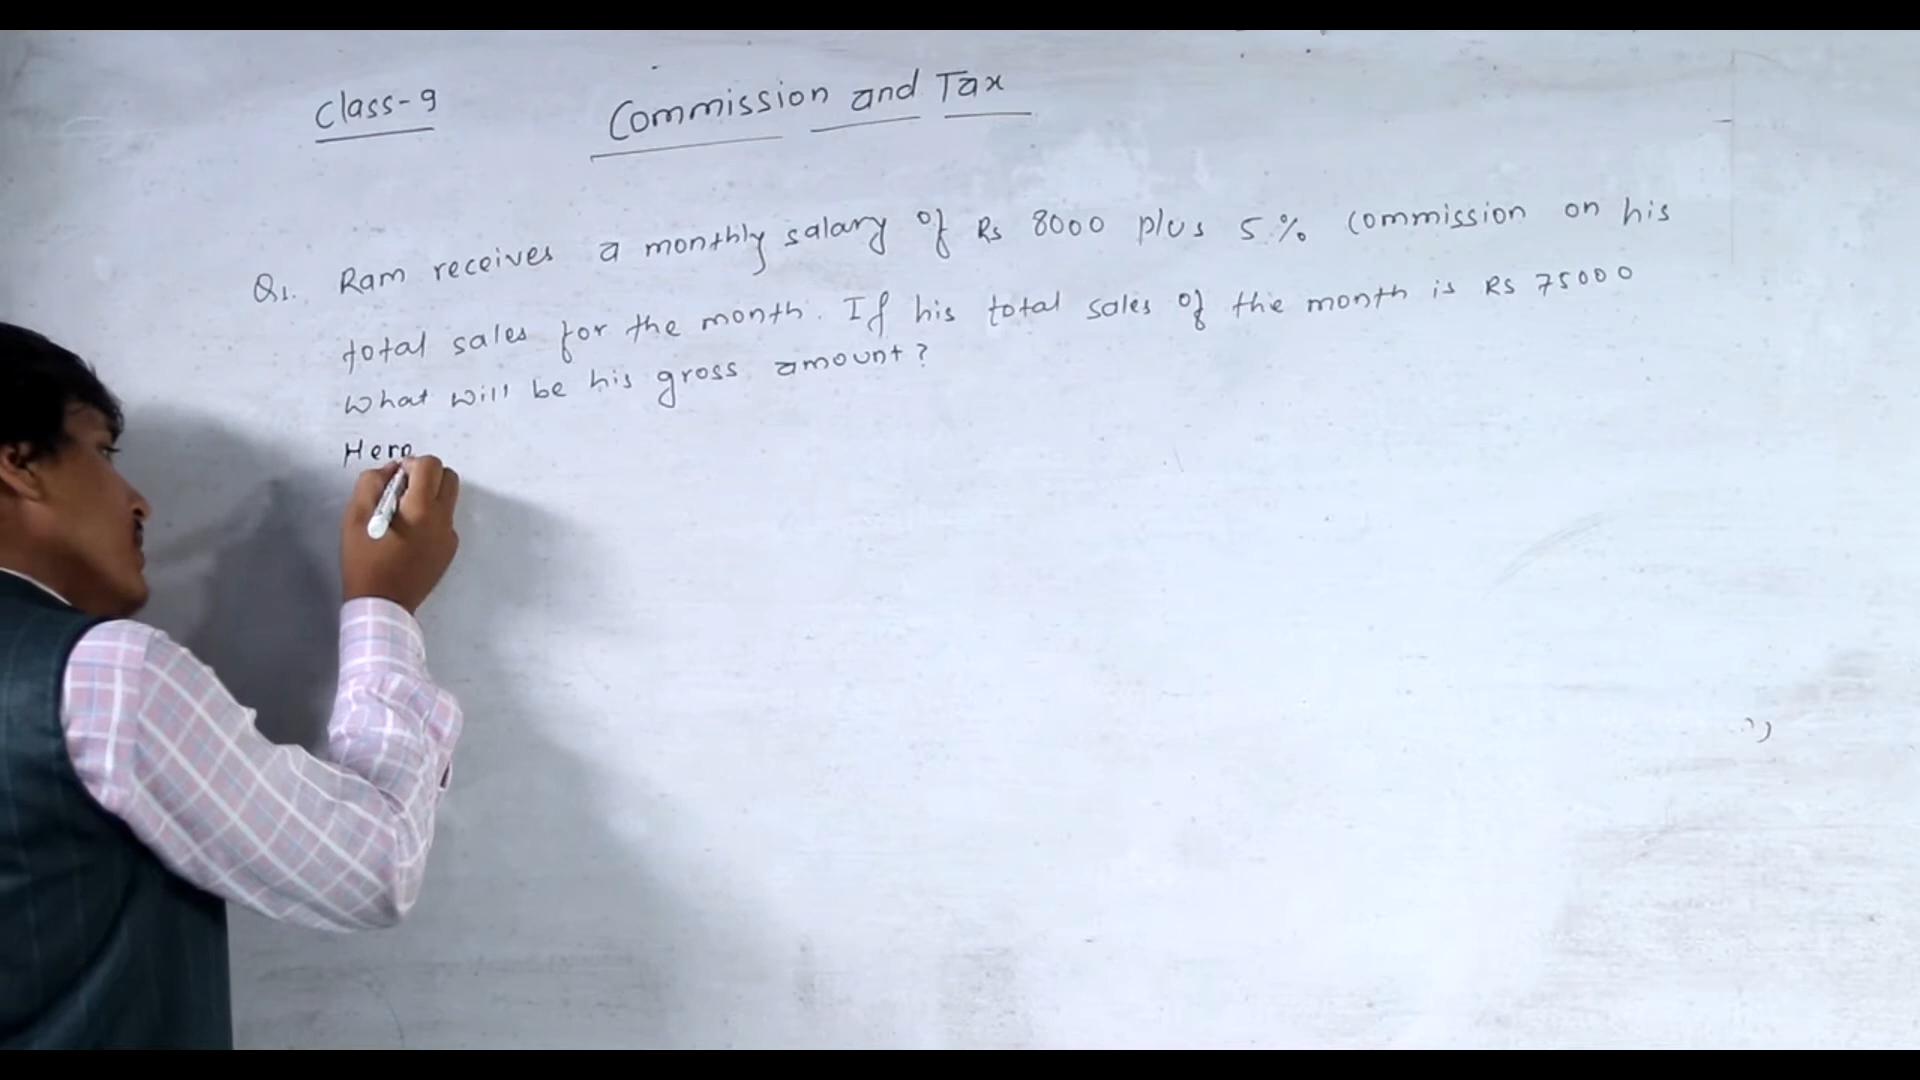 Class-9
Commission and Tax
Q1. Ram receives a monthly salary of Rs 8000 plus 5% commission on his
total sales for the month. If his total sales of the month is Rs 75000
What will be his gross amount?
Here